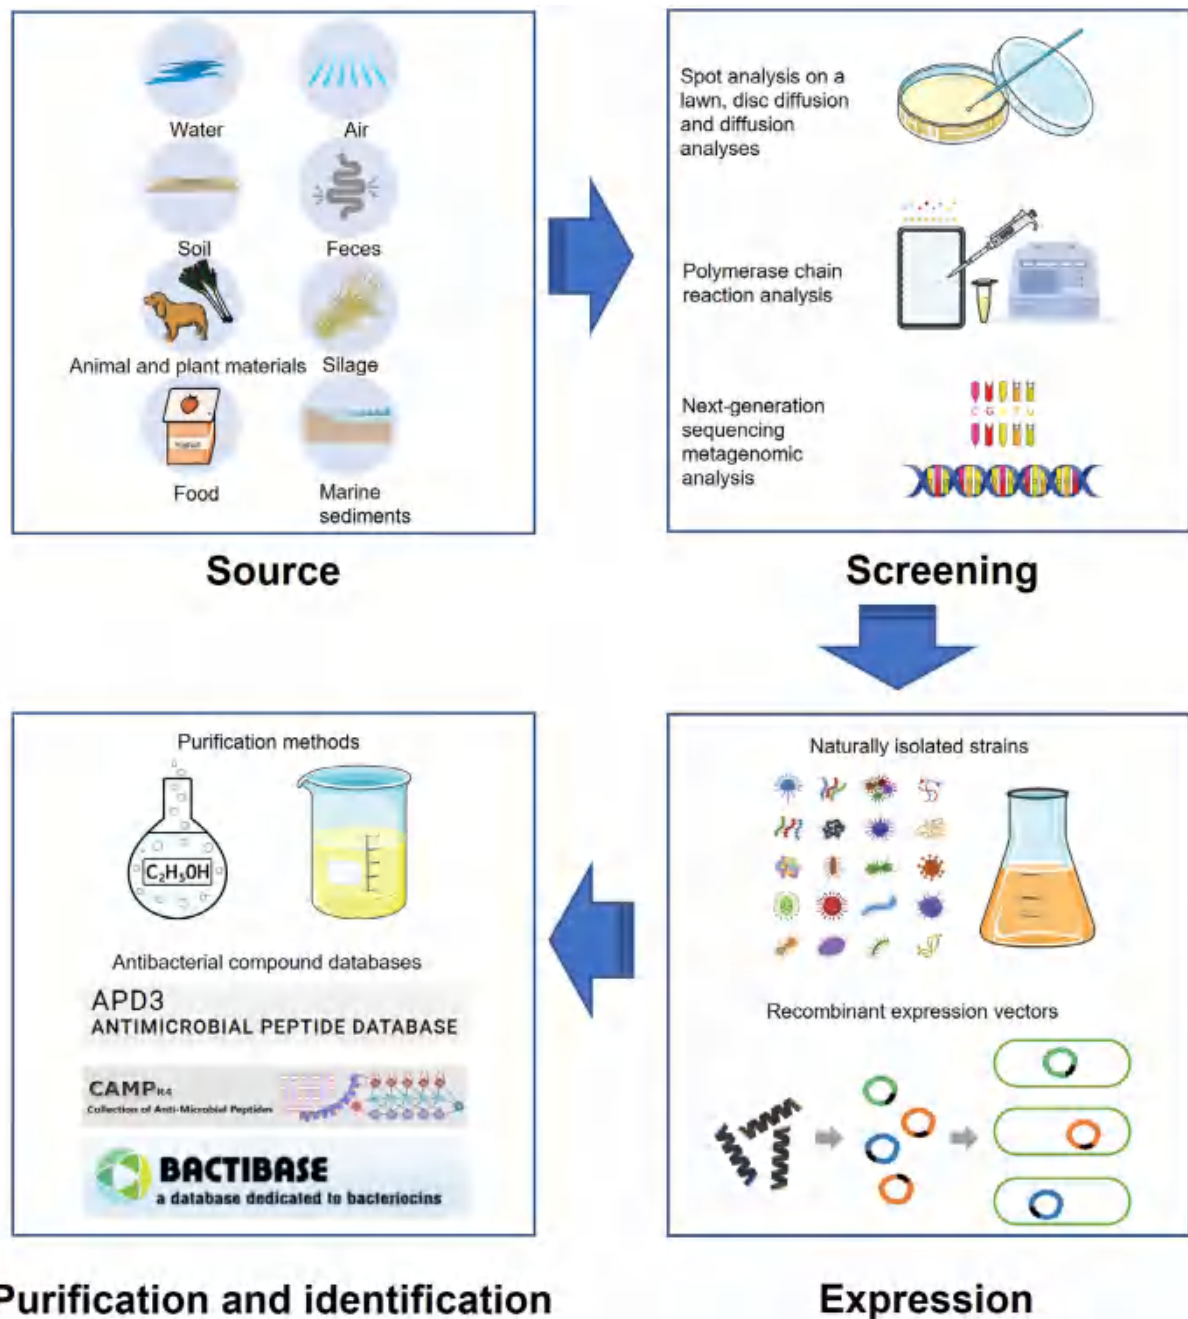 Water
Air
Soil
Feces
Animal and plant materials
Silage
Food
Marine
sediments
Source
Spot analysis on a
lawn, disc diffusion
and diffusion
analyses
Polymerase chain
reaction analysis
Next-generation
sequencing
metagenomic
analysis
Screening
Purification methods
C₂H₅OH
Antibacterial compound databases
APD3
ANTIMICROBIAL PEPTIDE DATABASE
CAMPR4
Collection of Anti-Microbial Peptides
BACTIBASE
a database dedicated to bacteriocins
Purification and identification
Naturally isolated strains
Recombinant expression vectors
Expression